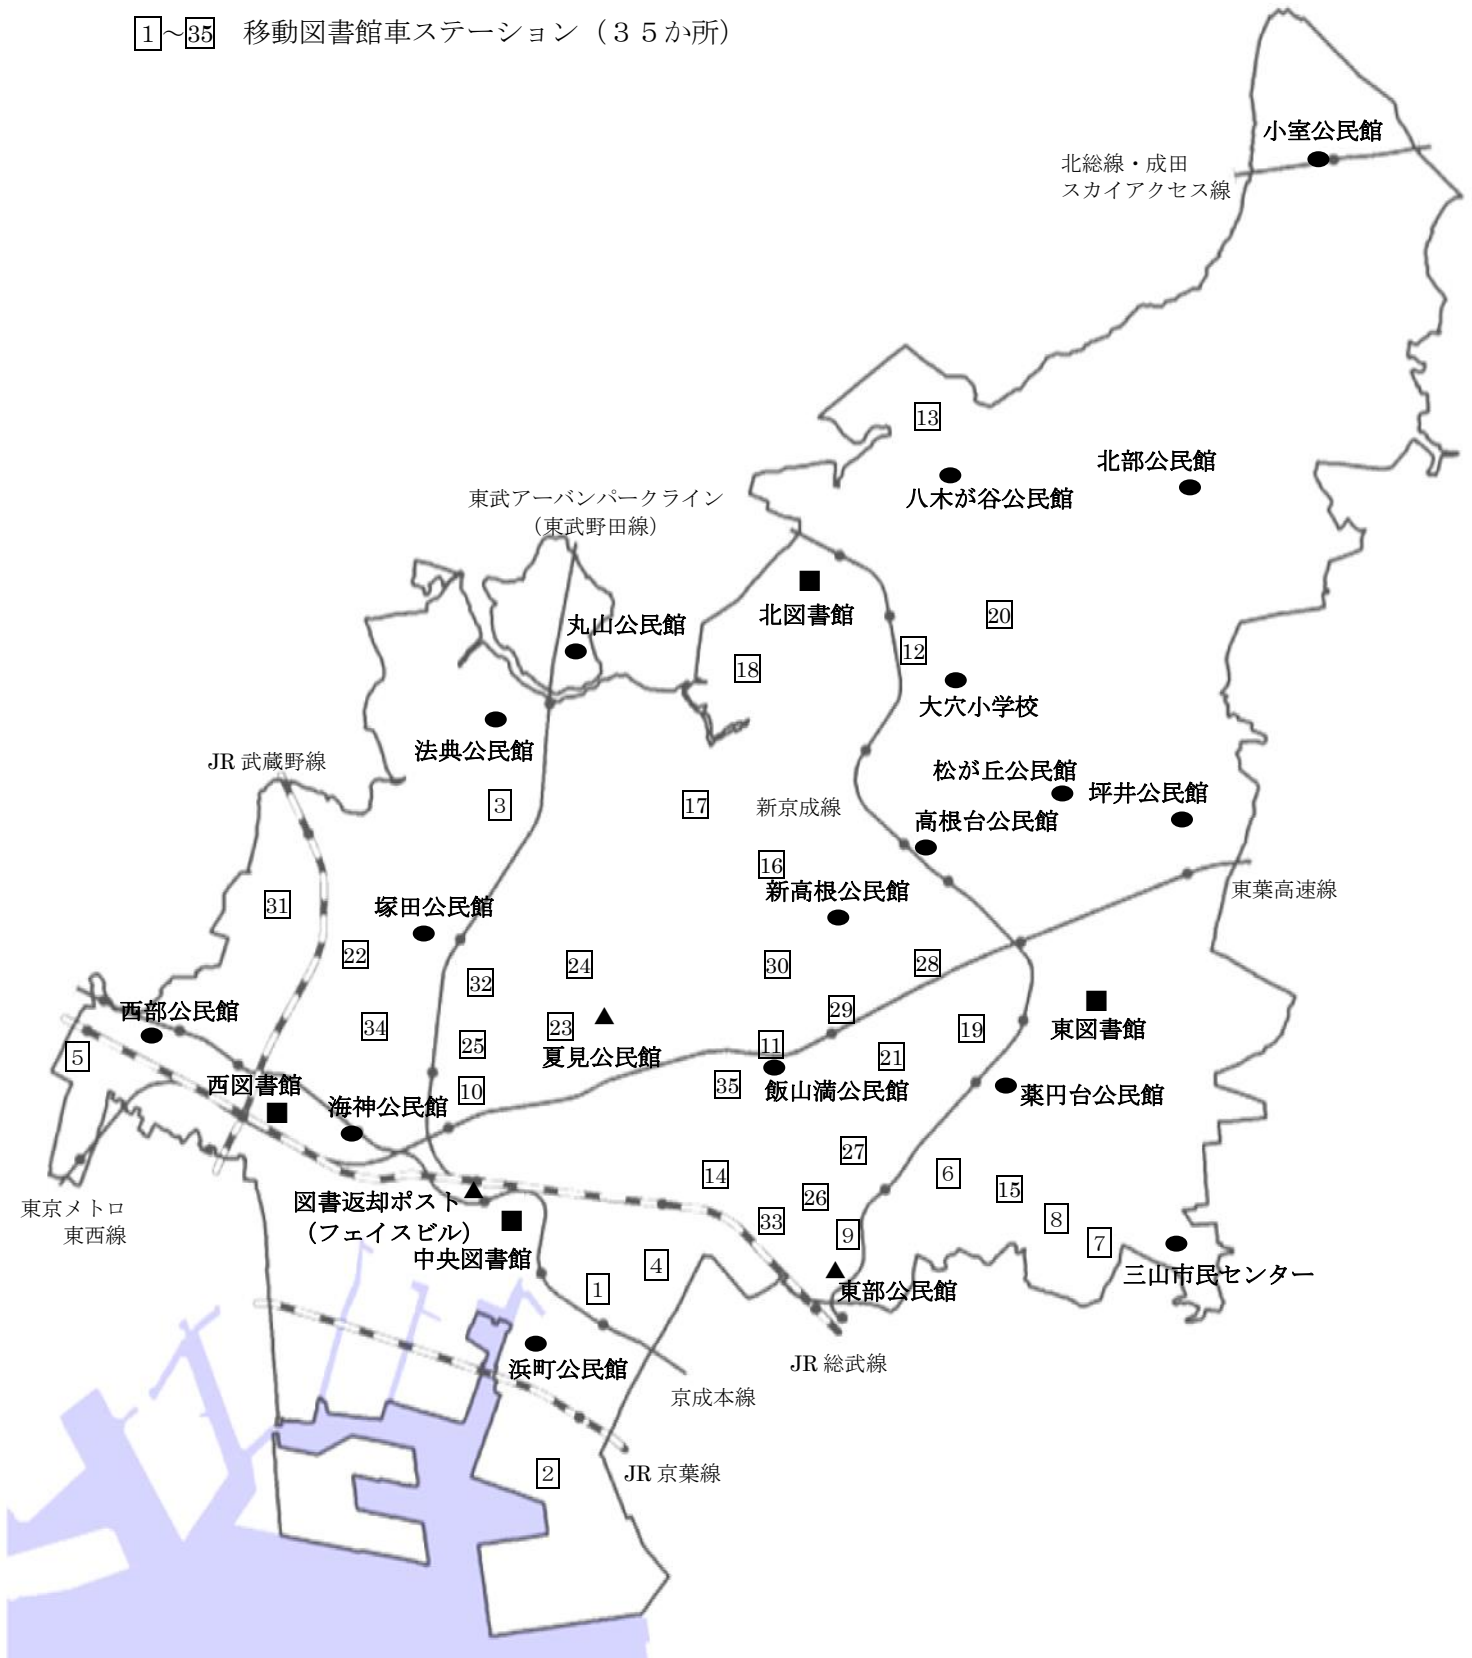 1～35 移動図書館車ステーション（３５か所）
小室公民館
北総線・成田
スカイアクセス線
13
北部公民館
八木が谷公民館
東武アーバンパークライン
（東武野田線）
北図書館
20
丸山公民館
12
18
大穴小学校
法典公民館
JR 武蔵野線
松が丘公民館
坪井公民館
3
17
新京成線
高根台公民館
16
新高根公民館
東葉高速線
31
塚田公民館
22
24
30
28
32
西部公民館
29
34
23
19
東図書館
5
25
夏見公民館
11
21
西図書館
10
35
飯山満公民館
薬円台公民館
海神公民館
27
14
6
東京メトロ
東西線
図書返却ポスト
（フェイスビル）
26
15
33
8
9
7
中央図書館
4
三山市民センター
1
東部公民館
浜町公民館
JR 総武線
京成本線
2
JR 京葉線